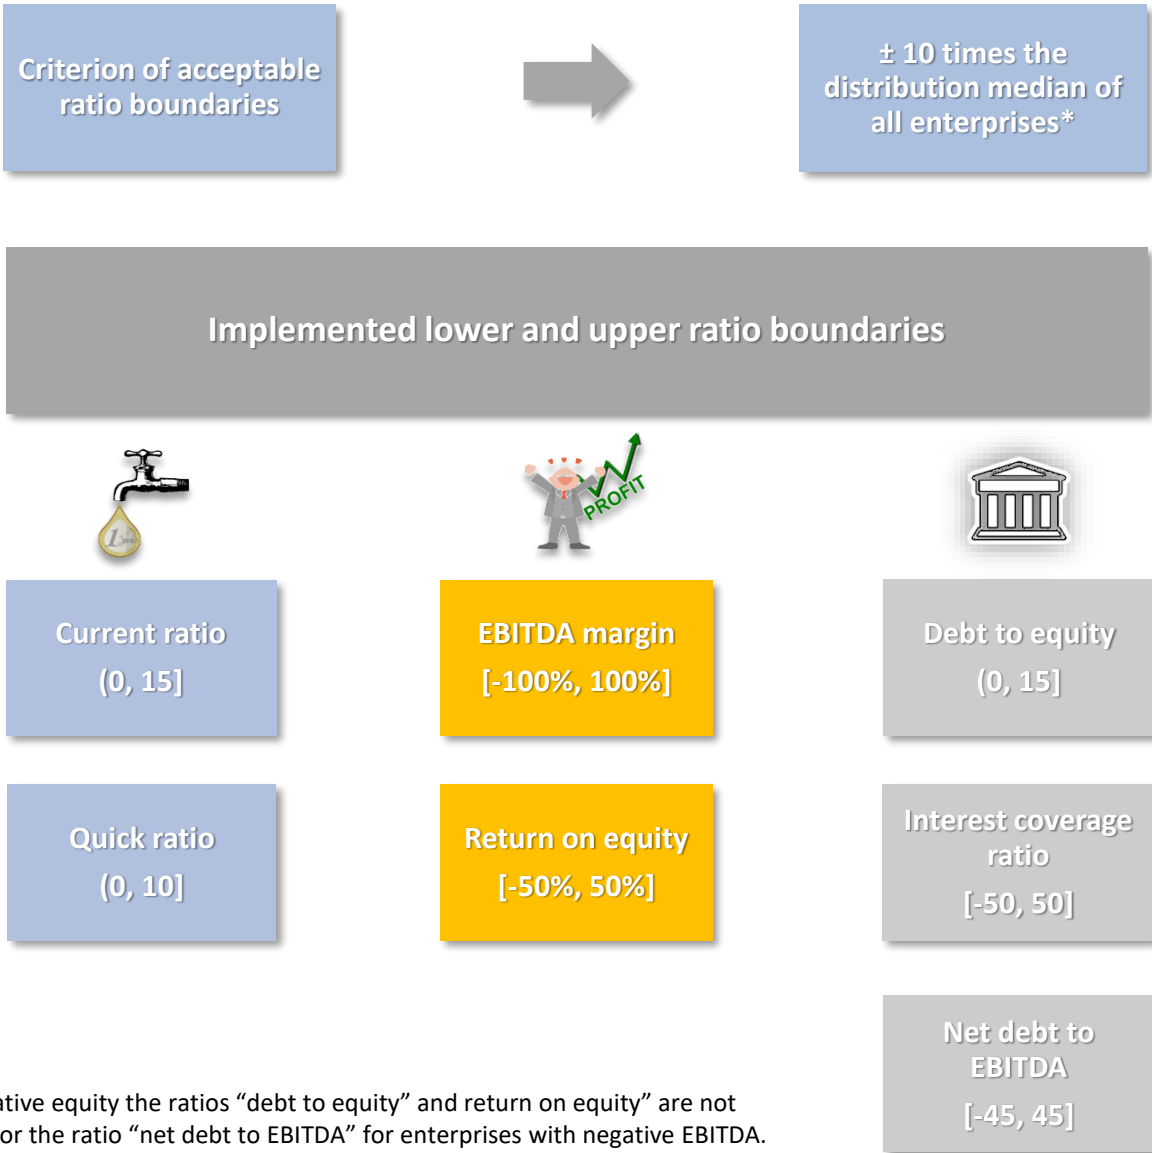 Criterion of acceptable
ratio boundaries
± 10 times the
distribution median of
all enterprises*
Implemented lower and upper ratio boundaries
1
PROFIT
Current ratio
(0, 15]
EBITDA margin
[-100%, 100%]
Debt to equity
(0, 15]
Quick ratio
(0, 10]
Return on equity
[-50%, 50%]
Interest coverage
ratio
[-50, 50]
Net debt to
EBITDA
[-45, 45]
equity the ratios “debt to equity” and return on equity” are not
or the ratio “net debt to EBITDA” for enterprises with negative EBITDA.